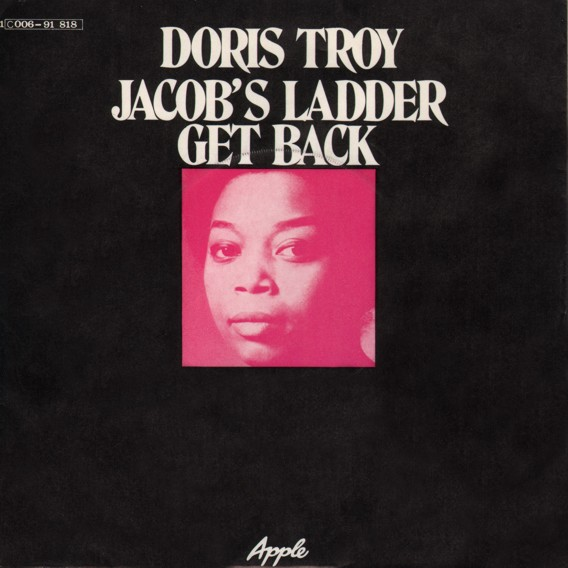 1C006-91 818
DORIS TROY
JACOB'S LADDER
GET BACK
Apple